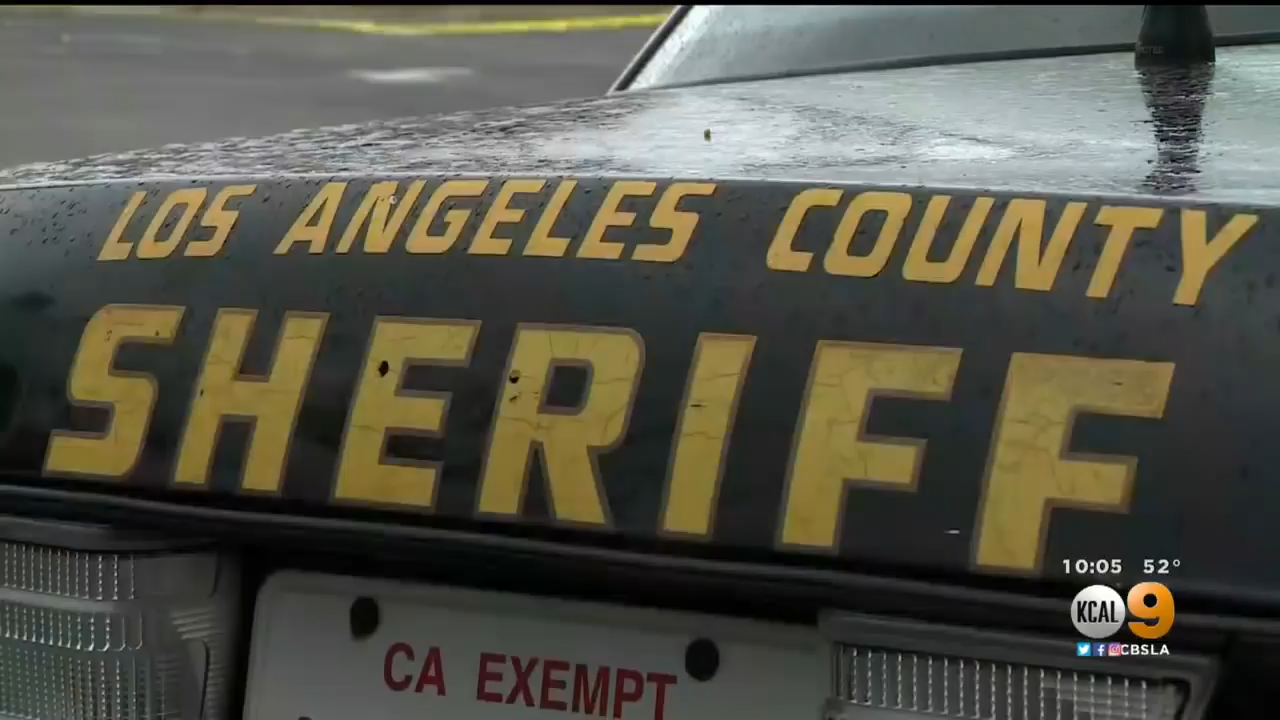 LOS ANGELES COUNTY
SHERIFF
CA EXEMPT
10:05 52°
KCAL 9
CBSLA